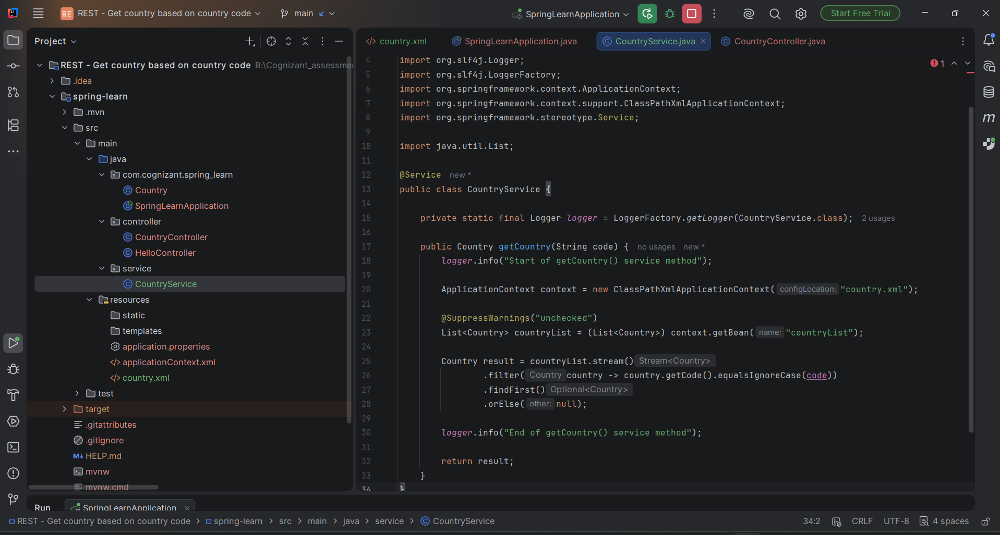 RE REST - Get country based on country code main SpringLearnApplication Start Free Trial
Project
REST - Get country based on country code B:\Cognizant_assessme
.idea
spring-learn
.mvn
src
main
java
com.cognizant.spring_learn
Country
SpringLearnApplication
controller
CountryController
HelloController
service
CountryService
resources
static
templates
application.properties
applicationContext.xml
country.xml
test
target
.gitattributes
.gitignore
M↓ HELP.md
mvnw
mvnw.cmd
country.xml SpringLearnApplication.java CountryService.java CountryController.java
1
4 import org.slf4j.Logger;
5 import org.slf4j.LoggerFactory;
6 import org.springframework.context.ApplicationContext;
7 import org.springframework.context.support.ClassPathXmlApplicationContext;
8 import org.springframework.stereotype.Service;
9
10 import java.util.List;
11
12 @Service new *
13 public class CountryService {
14
15 private static final Logger logger = LoggerFactory.getLogger(CountryService.class); 2 usages
16
17 public Country getCountry(String code) { no usages new *
18 logger.info("Start of getCountry() service method");
19
20 ApplicationContext context = new ClassPathXmlApplicationContext( configLocation: "country.xml");
21
22 @SuppressWarnings("unchecked")
23 List<Country> countryList = (List<Country>) context.getBean( name: "countryList");
24
25 Country result = countryList.stream() Stream<Country>
26 .filter( Country country -> country.getCode().equalsIgnoreCase(code))
27 .findFirst() Optional<Country>
28 .orElse( other: null);
29
30 logger.info("End of getCountry() service method");
31
32 return result;
33 }
34 }
m
Run SpringLearnApplication
REST - Get country based on country code > spring-learn > src > main > java > service > CountryService 34:2 CRLF UTF-8 4 spaces